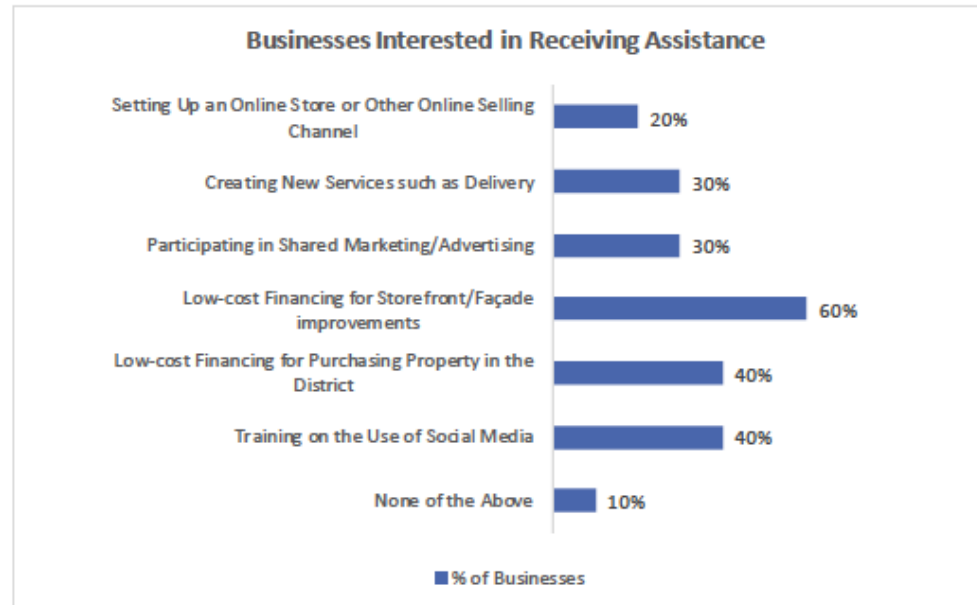 Businesses Interested in Receiving Assistance
Setting Up an Online Store or Other Online Selling
Channel
20%
Creating New Services such as Delivery
30%
Participating in Shared Marketing/Advertising
30%
Low-cost Financing for Storefront/Façade
improvements
60%
Low-cost Financing for Purchasing Property in the
District
40%
Training on the Use of Social Media
40%
None of the Above
10%
% of Businesses